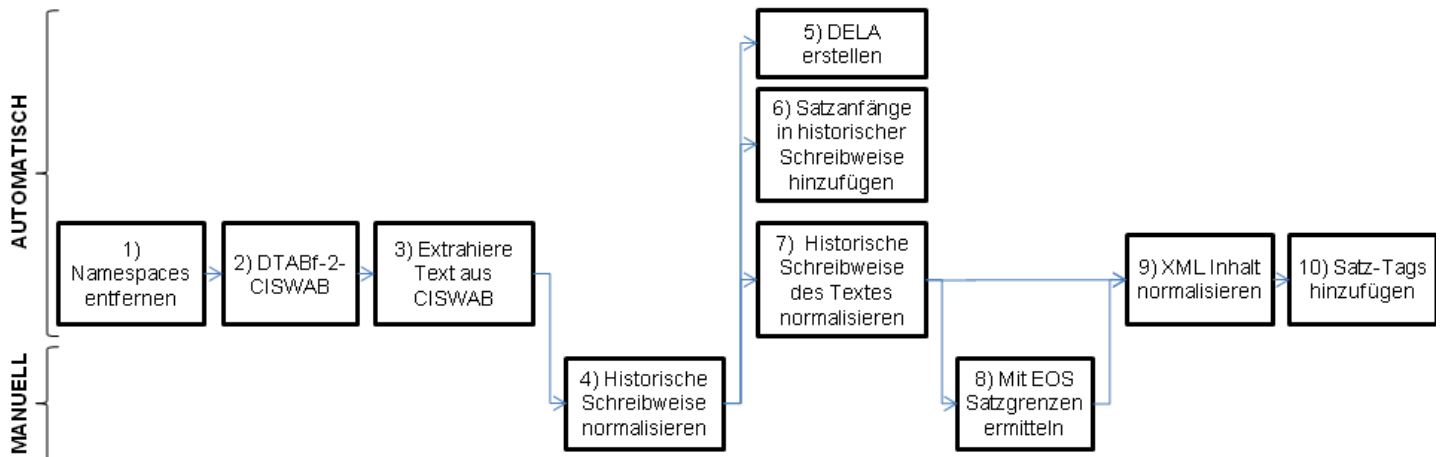 AUTOMATISCH
MANUELL
1)
Namespaces
entfernen
2) DTABf-2-
CISWAB
3) Extrahiere
Text aus
CISWAB
4) Historische
Schreibweise
normalisieren
5) DELA
erstellen
6) Satzanfänge
in historischer
Schreibweise
hinzufügen
7) Historische
Schreibweise
des Textes
normalisieren
8) Mit EOS
Satzgrenzen
ermitteln
9) XML Inhalt
normalisieren
10) Satz-Tags
hinzufügen